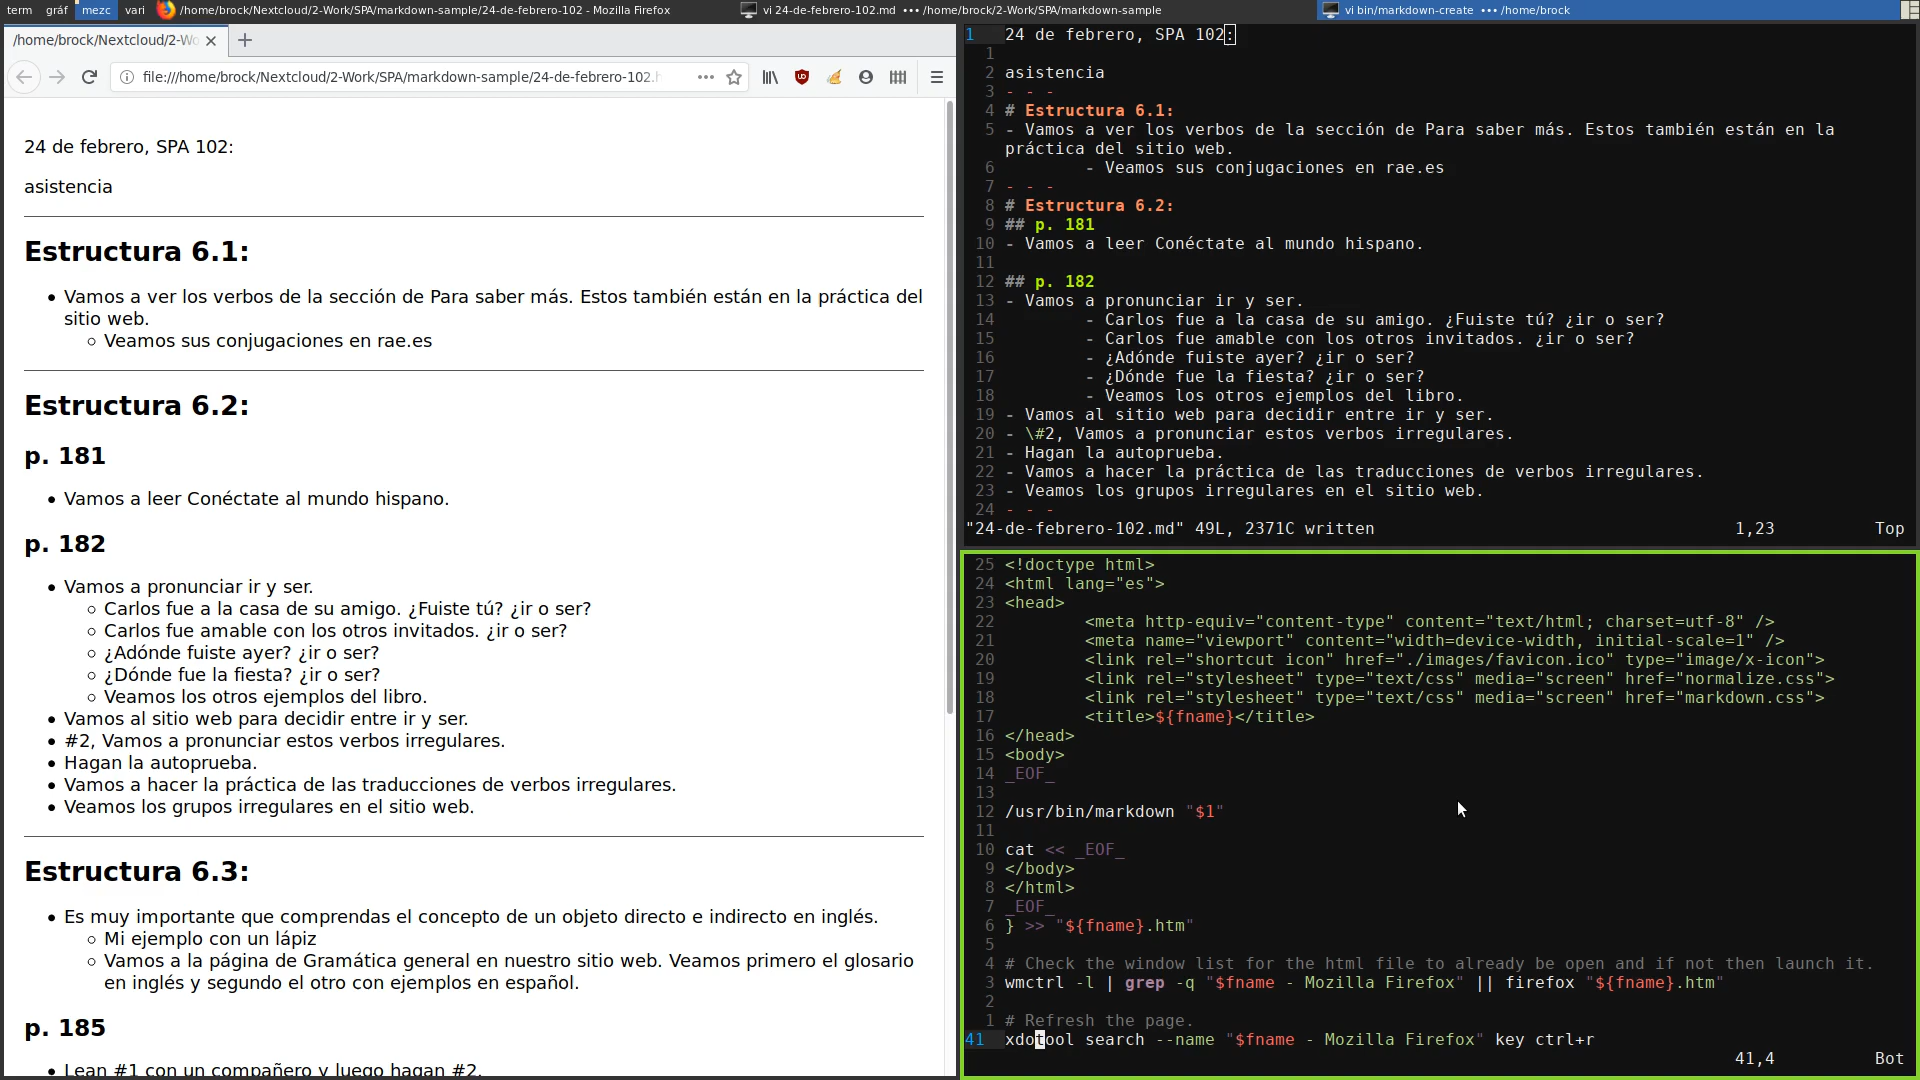 term gráf mezc vari /home/brock/Nextcloud/2-Work/SPA/markdown-sample/24-de-febrero-102 - Mozilla Firefox
vi 24-de-febrero-102.md ••• /home/brock/2-Work/SPA/markdown-sample
vi bin/markdown-create ••• /home/brock
/home/brock/Nextcloud/2-Wo
file:///home/brock/Nextcloud/2-Work/SPA/markdown-sample/24-de-febrero-102.h
24 de febrero, SPA 102:
asistencia
Estructura 6.1:
• Vamos a ver los verbos de la sección de Para saber más. Estos también están en la práctica del
sitio web.
◦ Veamos sus conjugaciones en rae.es
Estructura 6.2:
p. 181
• Vamos a leer Conéctate al mundo hispano.
p. 182
• Vamos a pronunciar ir y ser.
◦ Carlos fue a la casa de su amigo. ¿Fuiste tú? ¿ir o ser?
◦ Carlos fue amable con los otros invitados. ¿ir o ser?
◦ ¿Adónde fuiste ayer? ¿ir o ser?
◦ ¿Dónde fue la fiesta? ¿ir o ser?
◦ Veamos los otros ejemplos del libro.
• Vamos al sitio web para decidir entre ir y ser.
• #2, Vamos a pronunciar estos verbos irregulares.
• Hagan la autoprueba.
• Vamos a hacer la práctica de las traducciones de verbos irregulares.
• Veamos los grupos irregulares en el sitio web.
Estructura 6.3:
• Es muy importante que comprendas el concepto de un objeto directo e indirecto en inglés.
◦ Mi ejemplo con un lápiz
◦ Vamos a la página de Gramática general en nuestro sitio web. Veamos primero el glosario
en inglés y segundo el otro con ejemplos en español.
p. 185
• Lean #1 con un compañero y luego hagan #2.
1 24 de febrero, SPA 102:
1
2 asistencia
3 - - -
4 # Estructura 6.1:
5 - Vamos a ver los verbos de la sección de Para saber más. Estos también están en la
práctica del sitio web.
6 - Veamos sus conjugaciones en rae.es
7 - - -
8 # Estructura 6.2:
9 ## p. 181
10 - Vamos a leer Conéctate al mundo hispano.
11
12 ## p. 182
13 - Vamos a pronunciar ir y ser.
14 - Carlos fue a la casa de su amigo. ¿Fuiste tú? ¿ir o ser?
15 - Carlos fue amable con los otros invitados. ¿ir o ser?
16 - ¿Adónde fuiste ayer? ¿ir o ser?
17 - ¿Dónde fue la fiesta? ¿ir o ser?
18 - Veamos los otros ejemplos del libro.
19 - Vamos al sitio web para decidir entre ir y ser.
20 - \#2, Vamos a pronunciar estos verbos irregulares.
21 - Hagan la autoprueba.
22 - Vamos a hacer la práctica de las traducciones de verbos irregulares.
23 - Veamos los grupos irregulares en el sitio web.
24 - - -
"24-de-febrero-102.md" 49L, 2371C written 1,23 Top
25 <!doctype html>
24 <html lang="es">
23 <head>
22 <meta http-equiv="content-type" content="text/html; charset=utf-8" />
21 <meta name="viewport" content="width=device-width, initial-scale=1" />
20 <link rel="shortcut icon" href="./images/favicon.ico" type="image/x-icon">
19 <link rel="stylesheet" type="text/css" media="screen" href="normalize.css">
18 <link rel="stylesheet" type="text/css" media="screen" href="markdown.css">
17 <title>${fname}</title>
16 </head>
15 <body>
14 _EOF_
13
12 /usr/bin/markdown "$1"
11
10 cat << _EOF_
9 </body>
8 </html>
7 _EOF_
6 } >> "${fname}.htm"
5
4 # Check the window list for the html file to already be open and if not then launch it.
3 wmctrl -l | grep -q "$fname - Mozilla Firefox" || firefox "${fname}.htm"
2
1 # Refresh the page.
41 xdotool search --name "$fname - Mozilla Firefox" key ctrl+r
41,4 Bot